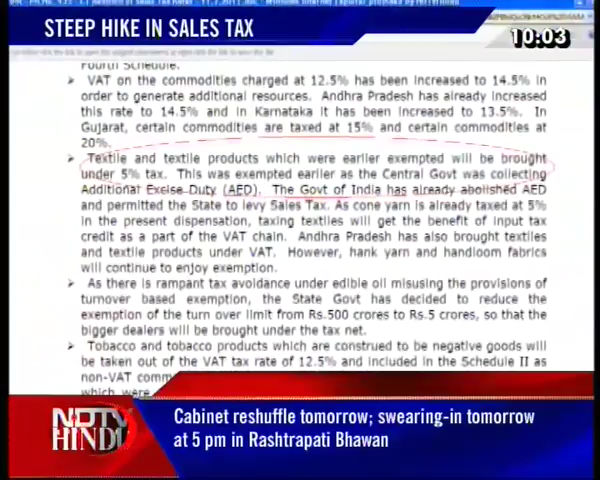 STEEP HIKE IN SALES TAX
10:03
Fourth Schedule.
➤ VAT on the commodities charged at 12.5% has been increased to 14.5% in
order to generate additional resources. Andhra Pradesh has already increased
this rate to 14.5% and in Karnataka it has been increased to 13.5%. In
Gujarat, certain commodities are taxed at 15% and certain commodities at
20%.
➤ Textile and textile products which were earlier exempted will be brought
under 5% tax. This was exempted earlier as the Central Govt was collecting
Additional Excise Duty (AED). The Govt of India has already abolished AED
and permitted the State to levy Sales Tax. As cone yarn is already taxed at 5%
in the present dispensation, taxing textiles will get the benefit of input tax
credit as a part of the VAT chain. Andhra Pradesh has also brought textiles
and textile products under VAT. However, hank yarn and handloom fabrics
will continue to enjoy exemption.
➤ As there is rampant tax avoidance under edible oil misusing the provisions of
turnover based exemption, the State Govt has decided to reduce the
exemption of the turn over limit from Rs.500 crores to Rs.5 crores, so that the
bigger dealers will be brought under the tax net.
➤ Tobacco and tobacco products which are construed to be negative goods will
be taken out of the VAT tax rate of 12.5% and included in the Schedule II as
non-VAT comm
which were
NDTV
HINDU
Cabinet reshuffle tomorrow; swearing-in tomorrow
at 5 pm in Rashtrapati Bhawan